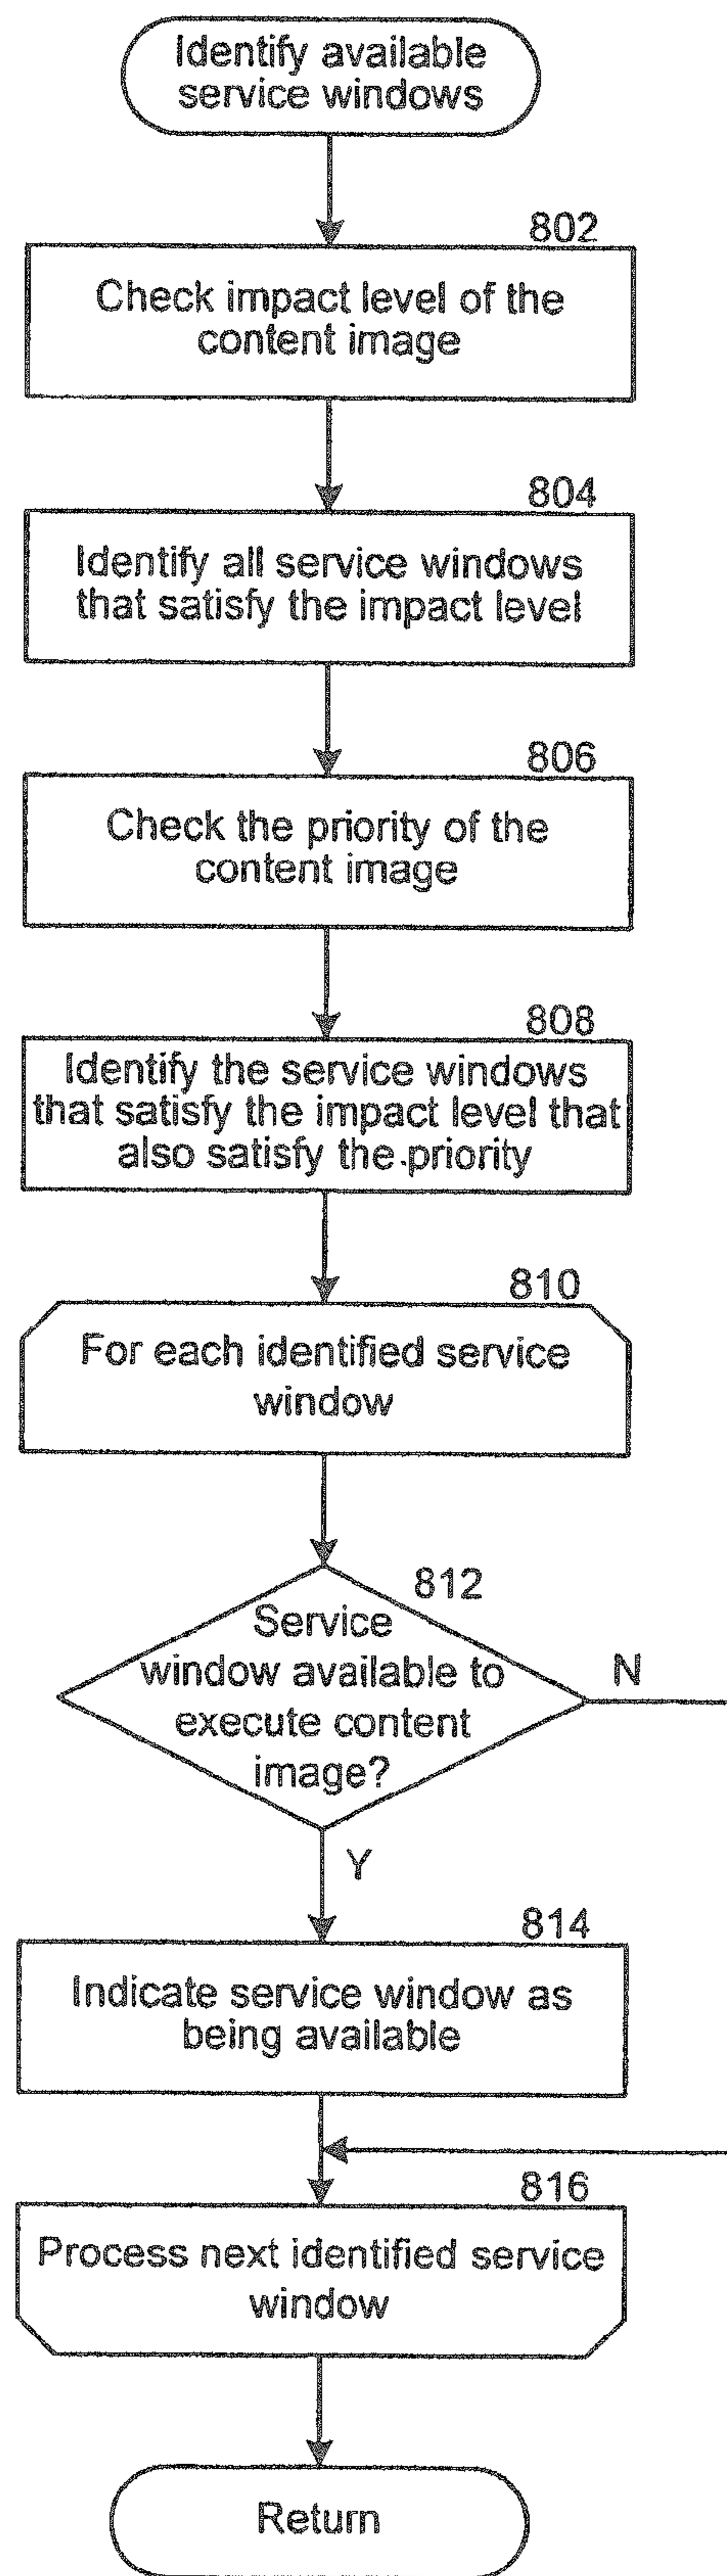 Identify available
service windows
802
Check impact level of the
content image
804
Identify all service windows
that satisfy the impact level
806
Check the priority of the
content image
808
Identify the service windows
that satisfy the impact level that
also satisfy the priority
810
For each identified service
window
812
Service
window available to
execute content
image?
N
Y
814
Indicate service window as
being available
816
Process next identified service
window
Return